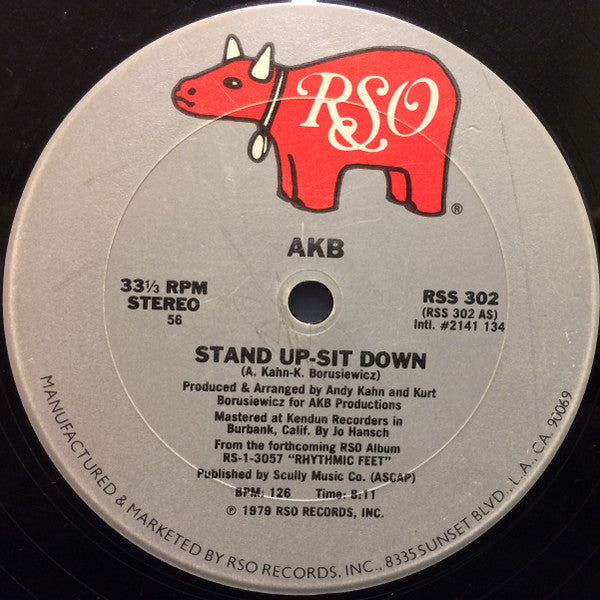 RSO
®
AKB
33⅓ RPM
STEREO
56
RSS 302
(RSS 302 AS)
Intl. #2141 134
STAND UP-SIT DOWN
(A. Kahn-K. Borusiewicz)
Produced & Arranged by Andy Kahn and Kurt
Borusiewicz for AKB Productions
Mastered at Kendun Recorders in
Burbank, Calif. By Jo Hansch
From the forthcoming RSO Album
RS-1-3057 "RHYTHMIC FEET"
Published by Scully Music Co. (ASCAP)
BPM: 126 Time: 8:11
℗ 1979 RSO RECORDS, INC.
MANUFACTURED & MARKETED BY RSO RECORDS, INC., 8335 SUNSET BLVD., L.A., CA. 90069